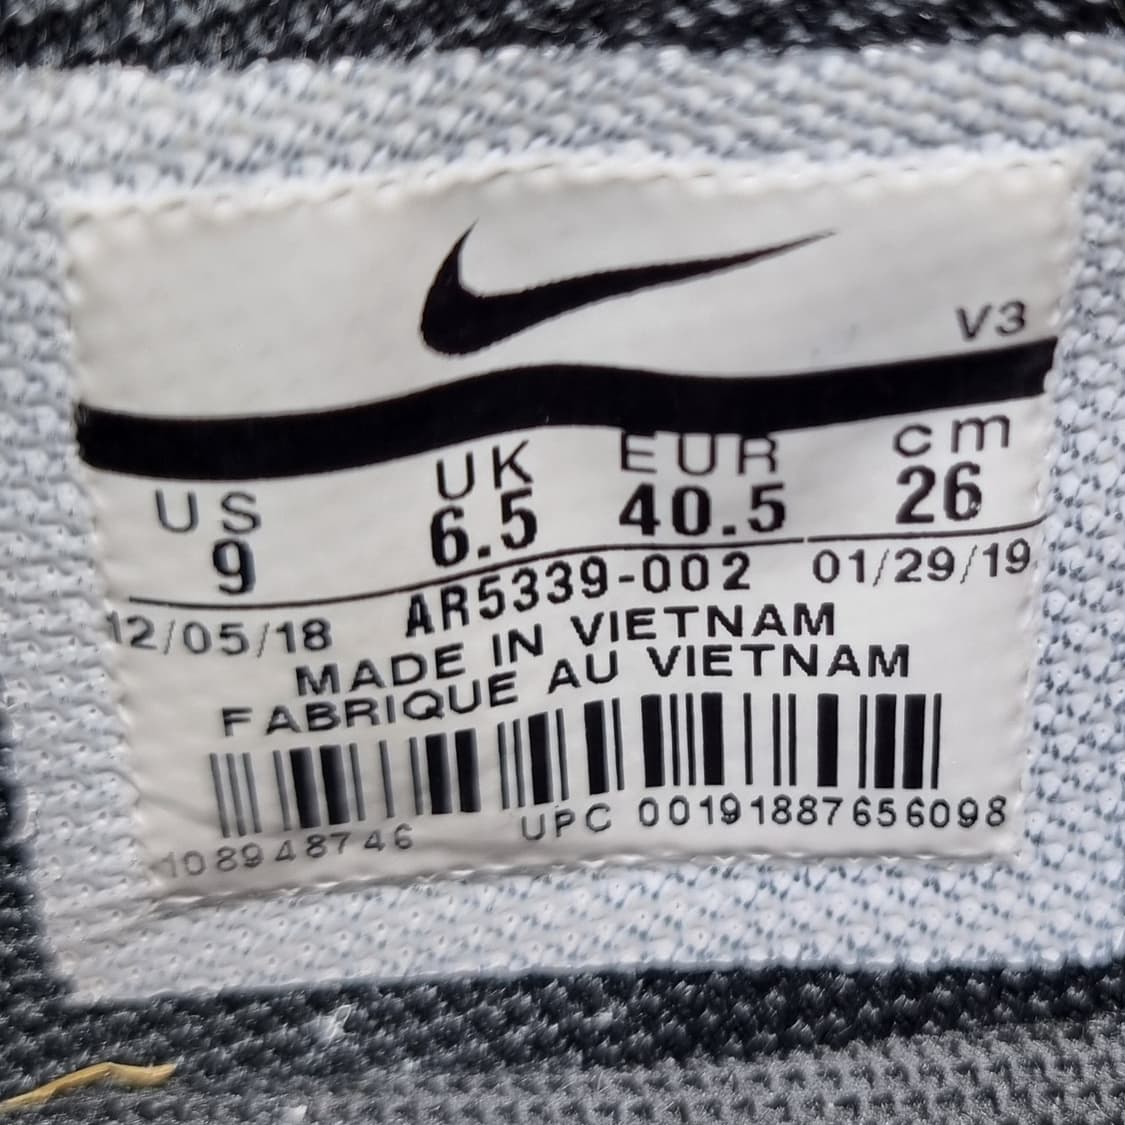 V3
US UK EUR cm
9 6.5 40.5 26
12/05/18 AR5339-002 01/29/19
MADE IN VIETNAM
FABRIQUE AU VIETNAM
108948746 UPC 00191887656098